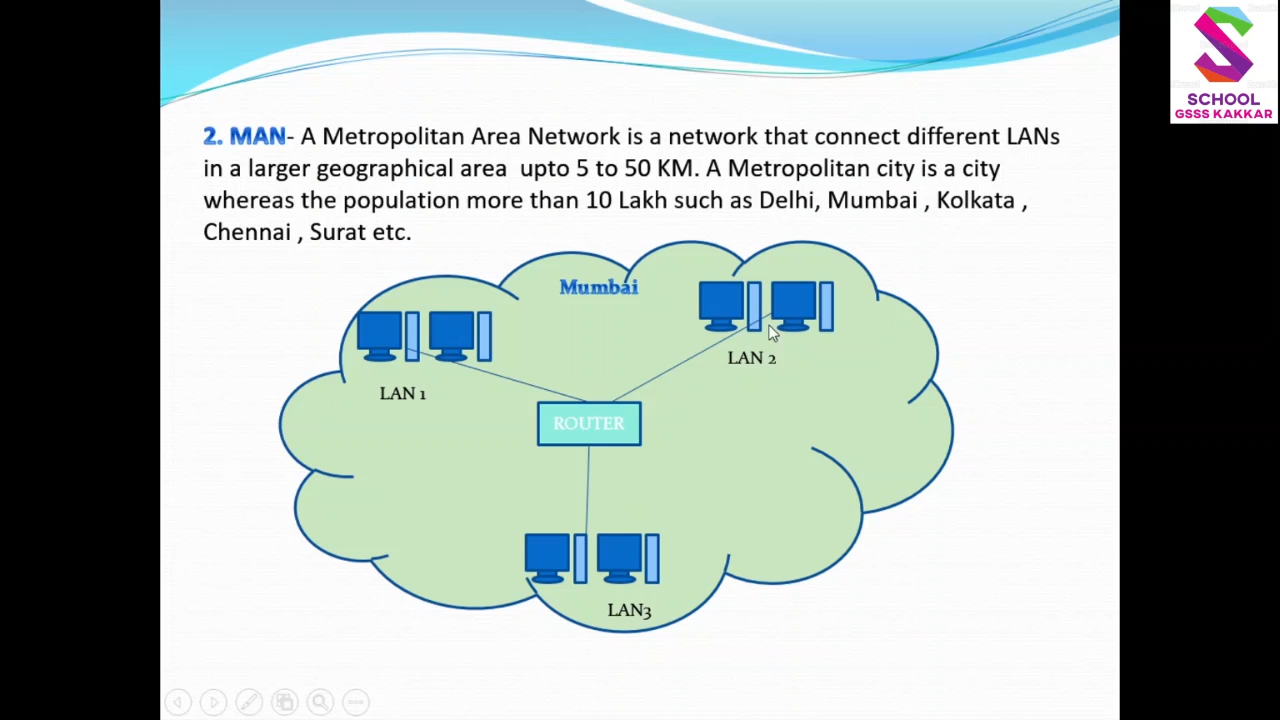 SCHOOL
GSSS KAKKAR
2. MAN- A Metropolitan Area Network is a network that connect different LANs
in a larger geographical area upto 5 to 50 KM. A Metropolitan city is a city
whereas the population more than 10 Lakh such as Delhi, Mumbai , Kolkata ,
Chennai , Surat etc.
Mumbai
LAN 2
LAN 1
ROUTER
LAN3